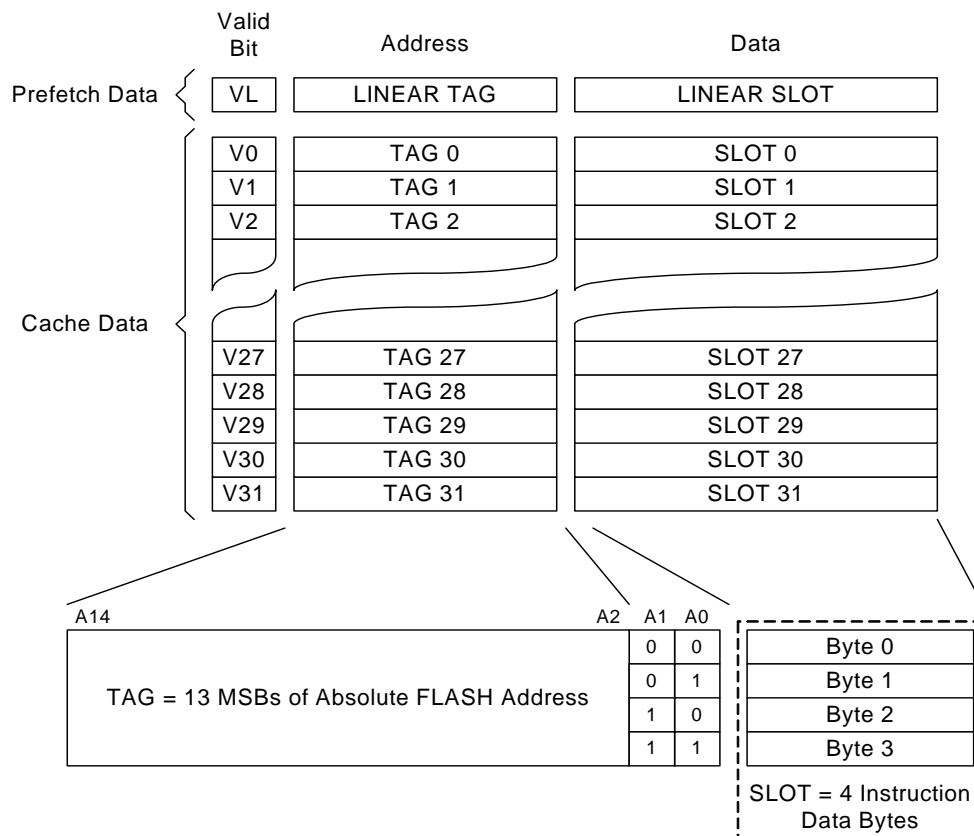 Valid
Bit
Address
Data
Prefetch Data
VL
LINEAR TAG
LINEAR SLOT
V0
TAG 0
SLOT 0
V1
TAG 1
SLOT 1
V2
TAG 2
SLOT 2
Cache Data
V27
TAG 27
SLOT 27
V28
TAG 28
SLOT 28
V29
TAG 29
SLOT 29
V30
TAG 30
SLOT 30
V31
TAG 31
SLOT 31
A14
A2
A1
A0
TAG = 13 MSBs of Absolute FLASH Address
0
0
Byte 0
0
1
Byte 1
1
0
Byte 2
1
1
Byte 3
SLOT = 4 Instruction
Data Bytes